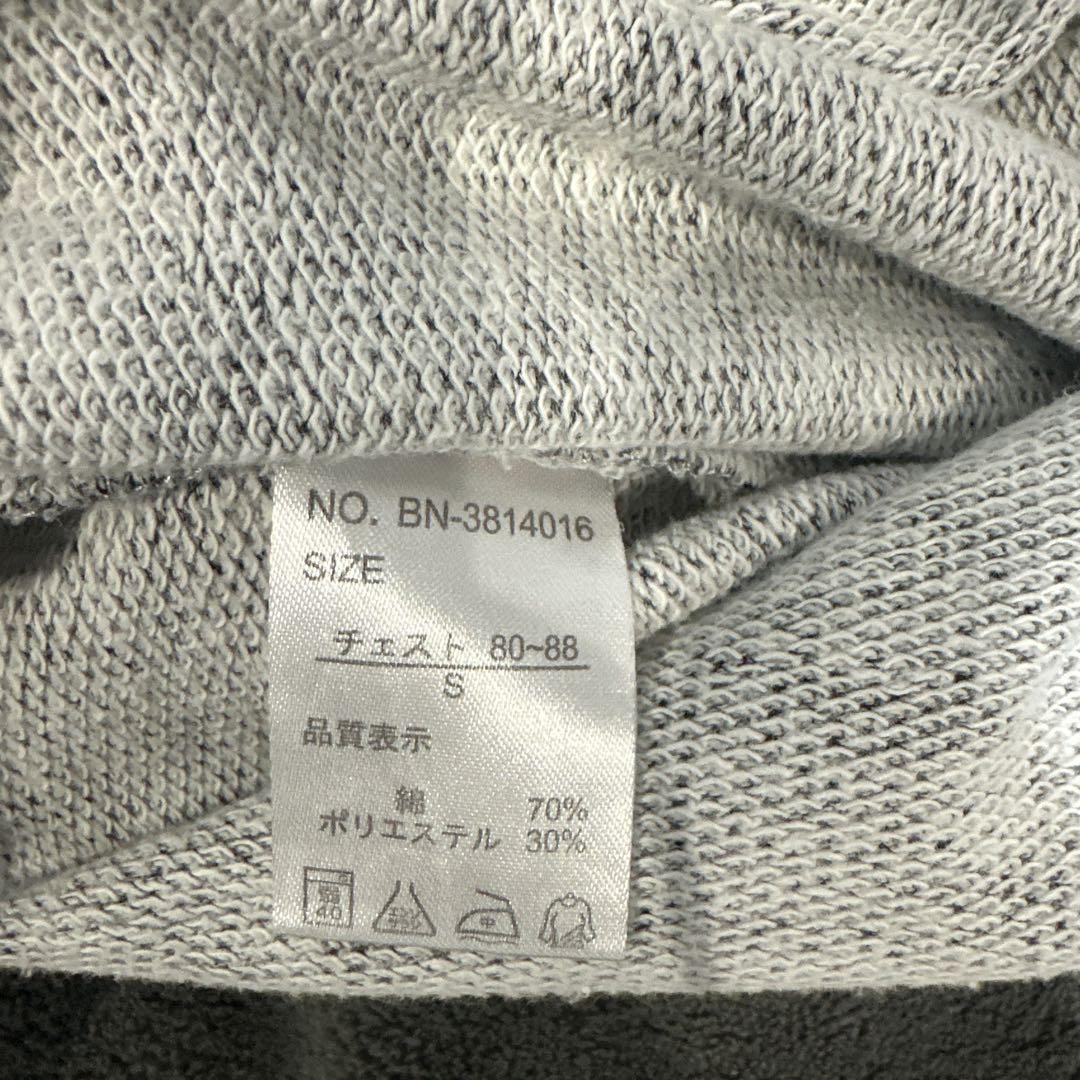 NO. BN-3814016
SIZE
チェスト 80~88
S
品質表示
綿 70%
ポリエステル 30%
40